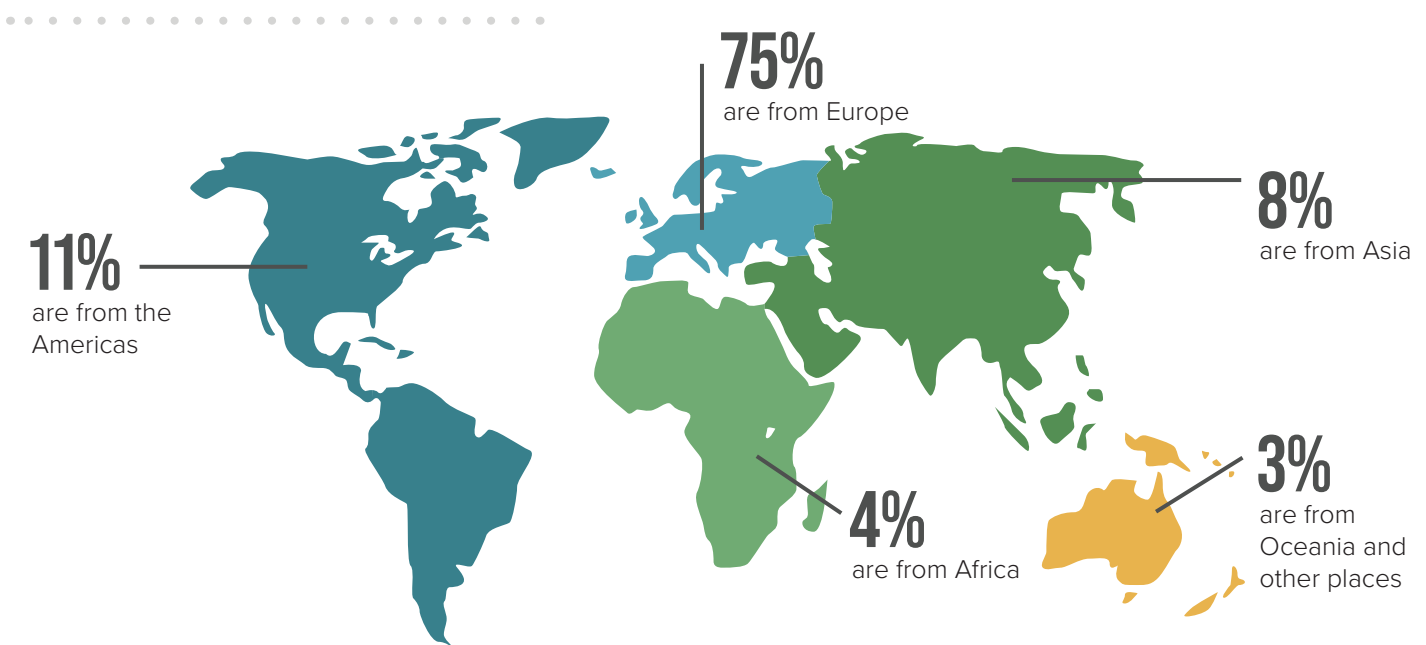 75%
are from Europe
8%
are from Asia
11%
are from the
Americas
3%
are from
Oceania and
other places
4%
are from Africa